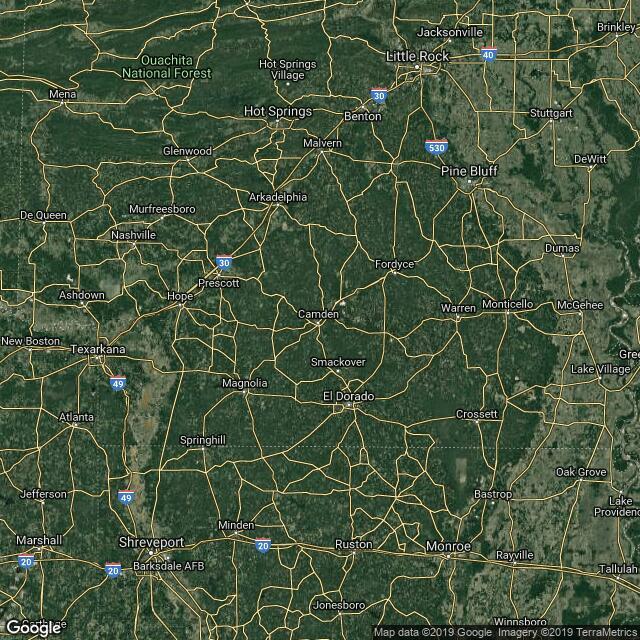 Jacksonville
Brinkley
Little Rock
40
Ouachita
National Forest
Hot Springs
Village
Mena
30
Hot Springs
Benton
Stuttgart
Malvern
530
Glenwood
DeWitt
Pine Bluff
Arkadelphia
Murfreesboro
De Queen
Nashville
Dumas
30
Fordyce
Prescott
Ashdown
Hope
Warren
Monticello
McGehee
Camden
New Boston
Texarkana
Gree
Smackover
Lake Village
49
Magnolia
El Dorado
Atlanta
Crossett
Springhill
Oak Grove
Jefferson
49
Bastrop
Lake
Providenc
Minden
Marshall
Shreveport
20
Ruston
Monroe
Rayville
20
20
Barksdale AFB
Tallulah
Jonesboro
Winnsboro
Google
Map data ©2019 Google Imagery ©2019 TerraMetrics